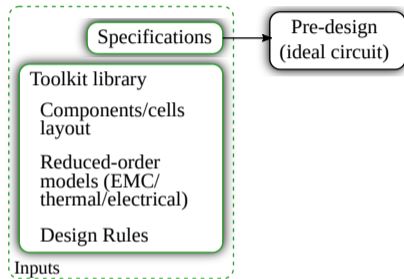 Specifications
Pre-design
(ideal circuit)
Toolkit library
Components/cells
layout
Reduced-order
models (EMC/
thermal/electrical)
Design Rules
Inputs